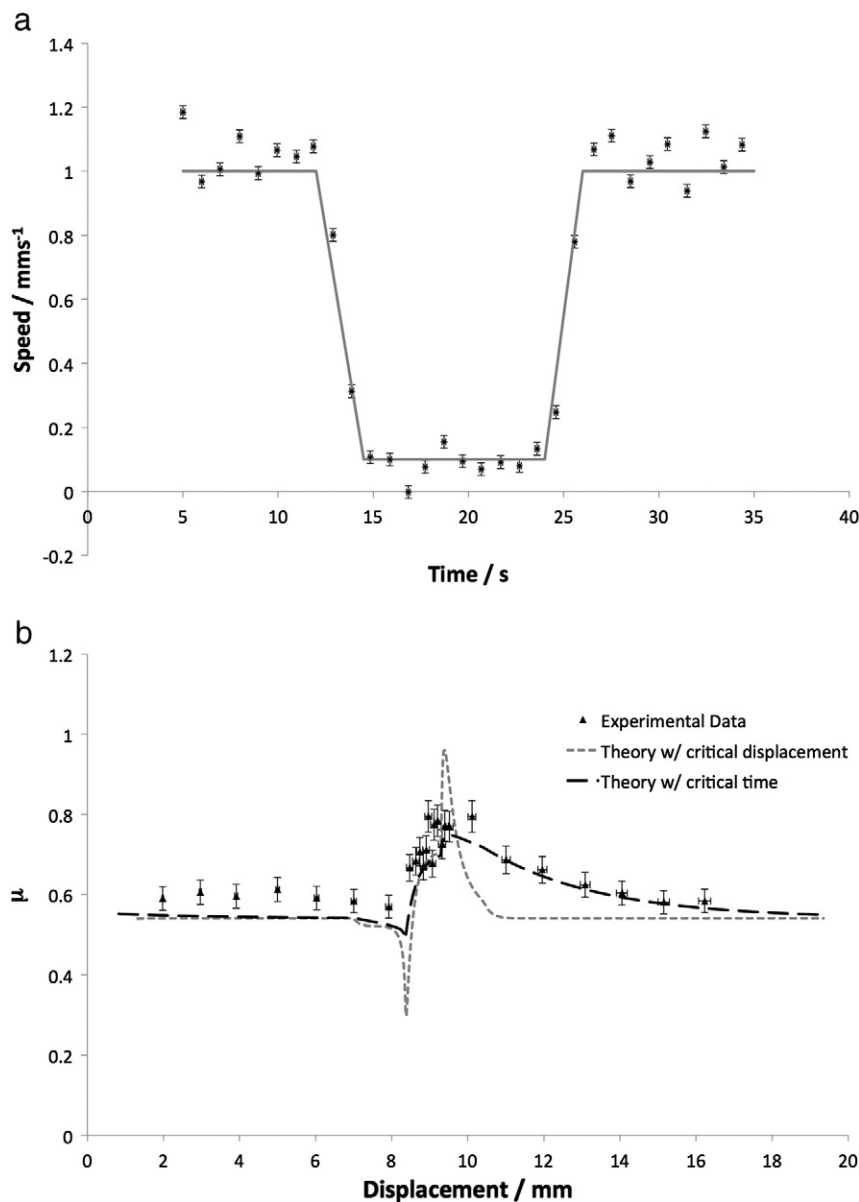 a
1.4
1.2
1
0.8
0.6
0.4
0.2
0
-0.2
0 5 10 15 20 25 30 35 40
Speed / mms⁻¹
Time / s
b
1.2
1
0.8
0.6
0.4
0.2
0
0 2 4 6 8 10 12 14 16 18 20
μ
Displacement / mm
Experimental Data
Theory w/ critical displacement
Theory w/ critical time